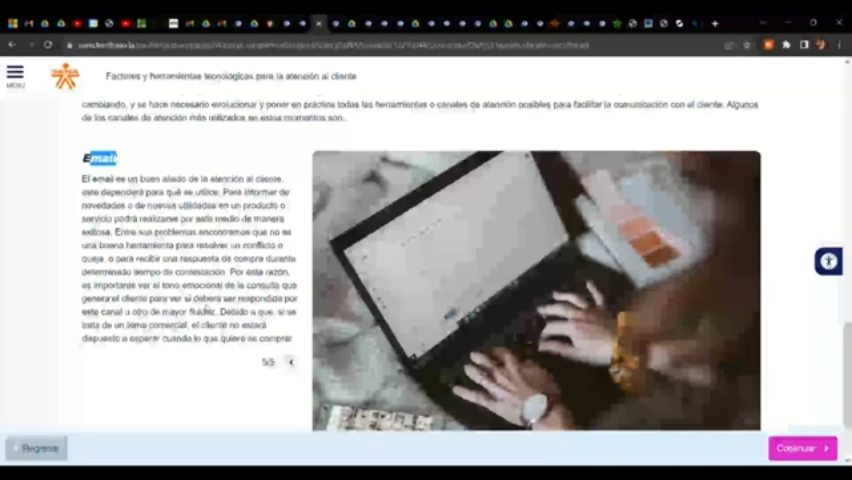 MENÚ
Factores y herramientas tecnológicas para la atención al cliente
cambiando, y se hace necesario evolucionar y poner en práctica todas las herramientas o canales de atención posibles para facilitar la comunicación con el cliente. Algunos
de los canales de atención más utilizados en estos momentos son.
Email
El email es un buen aliado de la atención al cliente,
este dependerá para qué se utilice. Para informar de
novedades o de nuevas utilidades en un producto o
servicio podrá realizarse por este medio de manera
exitosa. Entre sus problemas encontramos que no es
una buena herramienta para resolver un conflicto o
queja, o para recibir una respuesta de compra durante
determinado tiempo de contestación. Por esta razón,
es importante ver el tono emocional de la consulta que
genera el cliente para ver si deberá ser respondida por
este canal u otro de mayor fluidez. Debido a que, si se
trata de un tema comercial, el cliente no estará
dispuesto a esperar cuando lo que quiere es comprar
5/5
Regresar
Continuar